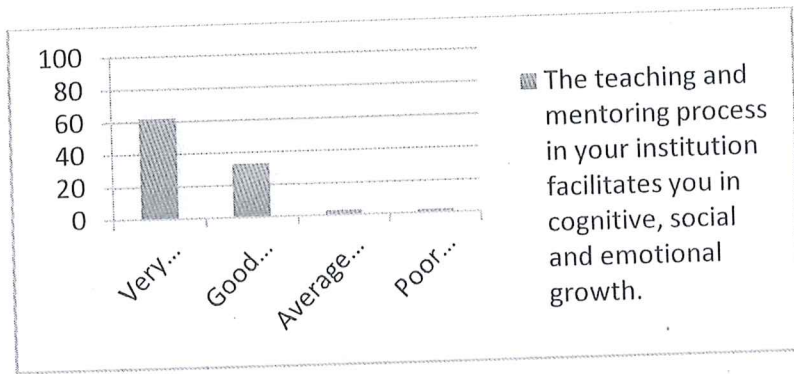 100
80
60
40
20
0
Very...
Good...
Average...
Poor...
The teaching and
mentoring process
in your institution
facilitates you in
cognitive, social
and emotional
growth.